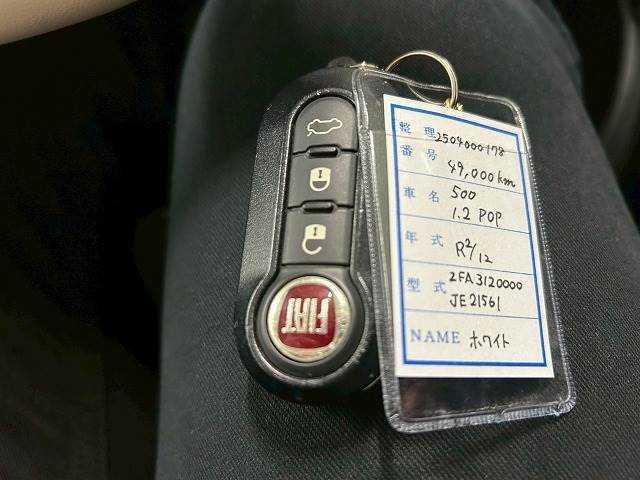 整理 2504000178
番号 49,000km
車名 500
1.2 POP
年式 R2/12
型式 2FA3120000
JE21561
NAME ホワイト
FIAT